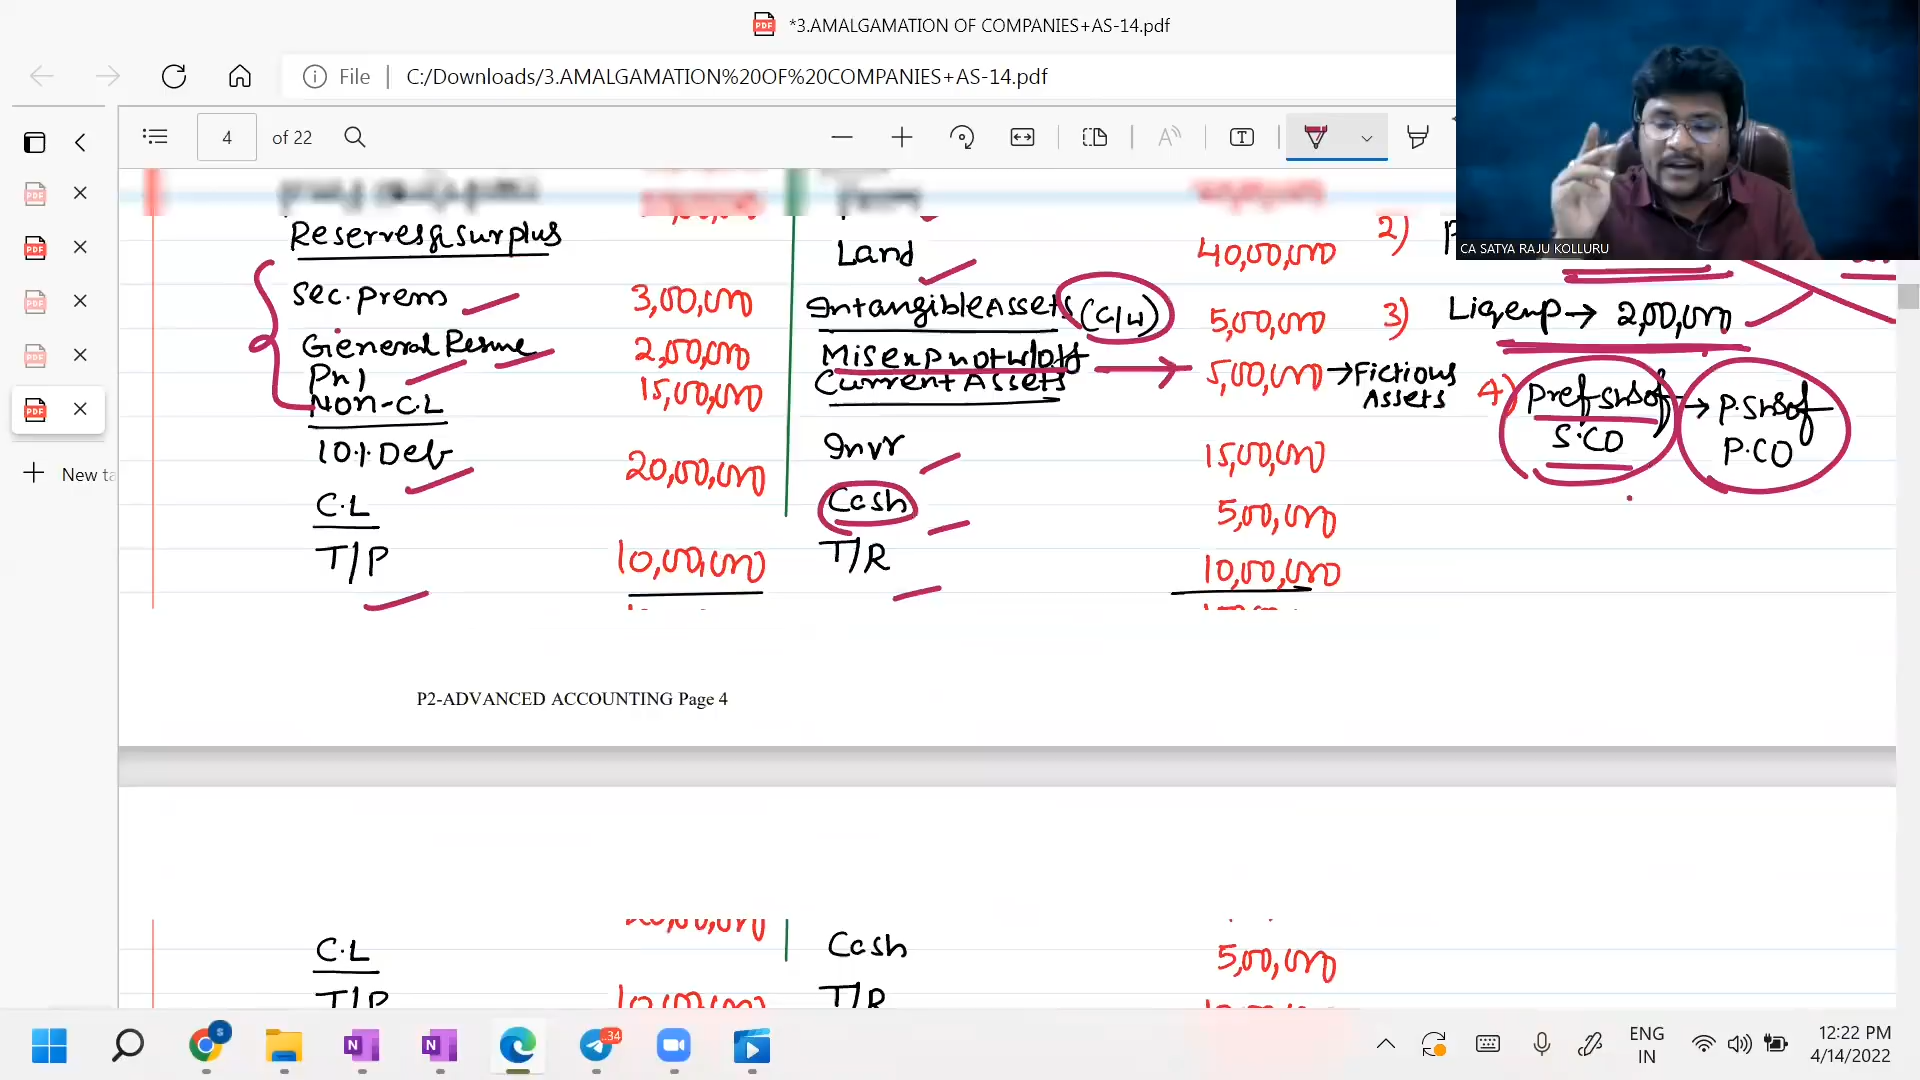 *3.AMALGAMATION OF COMPANIES+AS-14.pdf
File C:/Downloads/3.AMALGAMATION%20OF%20COMPANIES+AS-14.pdf
4 of 22
CA SATYA RAJU KOLLURU
Reserves & Surplus
Sec.prem 3,00,000
General Reserve 2,00,000
Pnl 15,00,000
Non-C.L
10% Deb 20,00,000
C.L
T/P 10,00,000
Land 40,00,000
Intangible Assets (G/W) 5,00,000
Mis exp not w/off 5,00,000 →Fictious Assets
Current Assets
Invr 15,00,000
Cash 5,00,000
T/R 10,00,000
2)
3) Liq exp → 2,00,000
4) Pref shs of → P.shs of
S.CO P.CO
New ta
P2-ADVANCED ACCOUNTING Page 4
C.L Cash 5,00,000
T/P T/R
34
ENG
IN
12:22 PM
4/14/2022